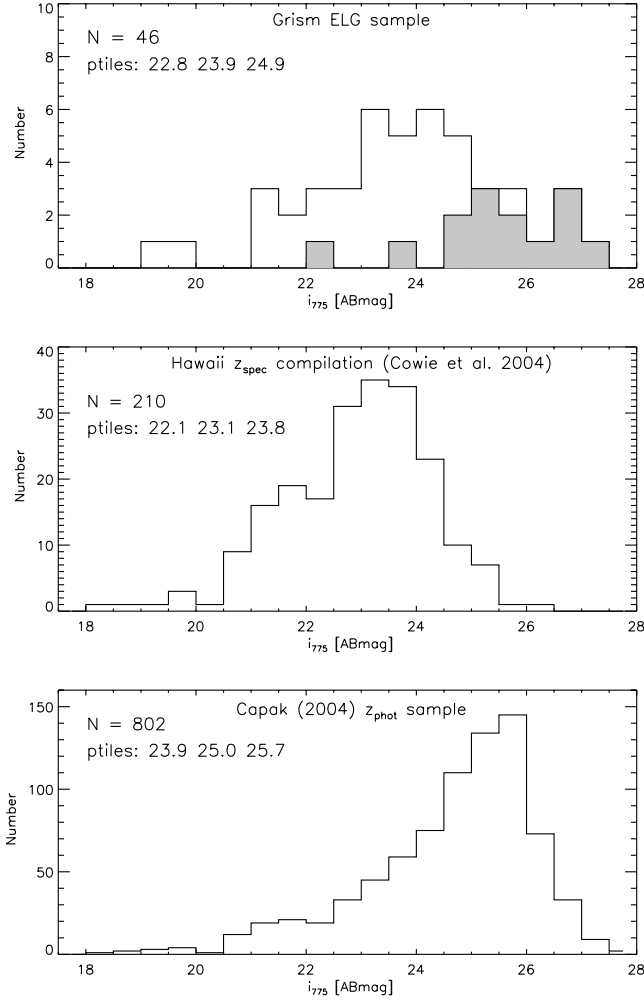 Grism ELG sample
N = 46
ptiles: 22.8 23.9 24.9
10
8
6
4
2
0
Number
18 20 22 24 26 28
i775 [ABmag]
Hawaii zspec compilation (Cowie et al. 2004)
N = 210
ptiles: 22.1 23.1 23.8
40
30
20
10
0
Number
18 20 22 24 26 28
i775 [ABmag]
Capak (2004) zphot sample
N = 802
ptiles: 23.9 25.0 25.7
150
100
50
0
Number
18 20 22 24 26 28
i775 [ABmag]